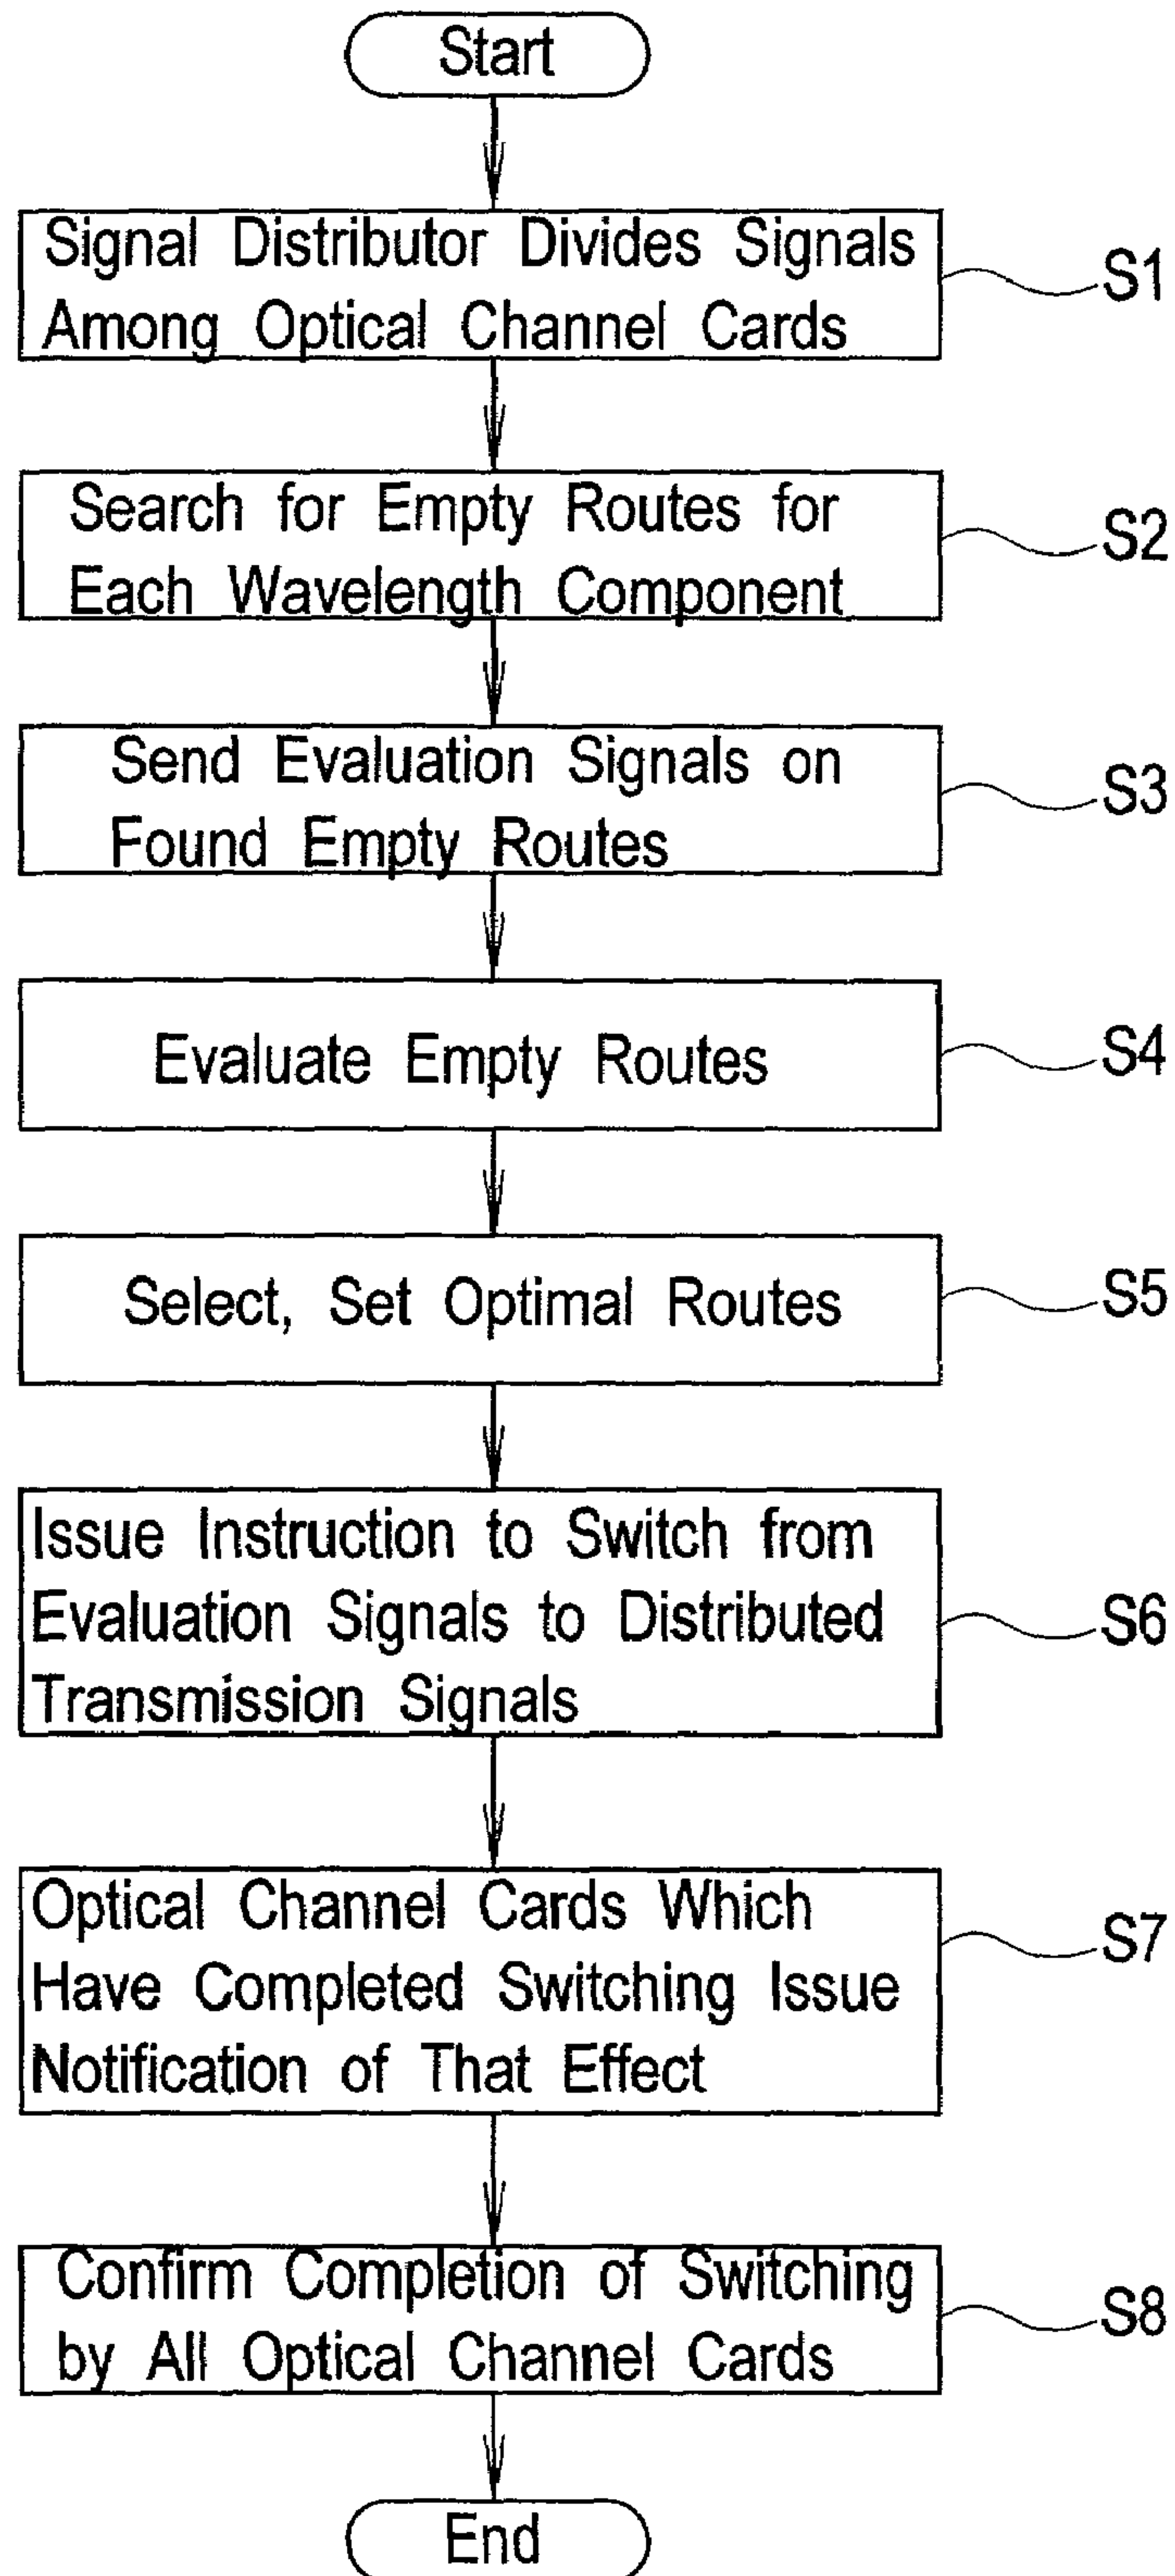 Start
Signal Distributor Divides Signals
Among Optical Channel Cards
S1
Search for Empty Routes for
Each Wavelength Component
S2
Send Evaluation Signals on
Found Empty Routes
S3
Evaluate Empty Routes
S4
Select, Set Optimal Routes
S5
Issue Instruction to Switch from
Evaluation Signals to Distributed
Transmission Signals
S6
Optical Channel Cards Which
Have Completed Switching Issue
Notification of That Effect
S7
Confirm Completion of Switching
by All Optical Channel Cards
S8
End